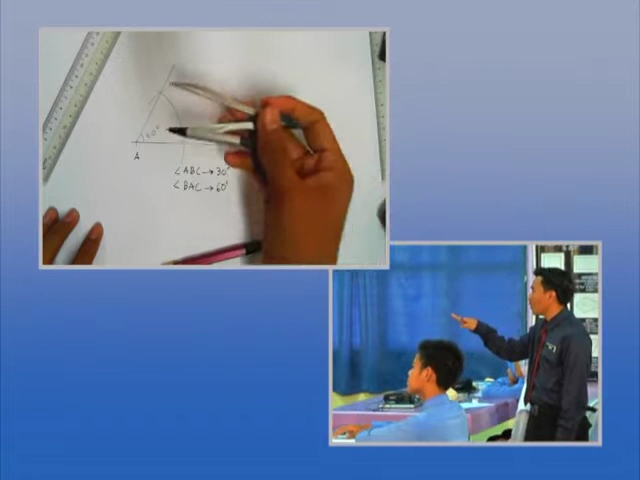 60°
A
∠ABC → 30°
∠BAC → 60°